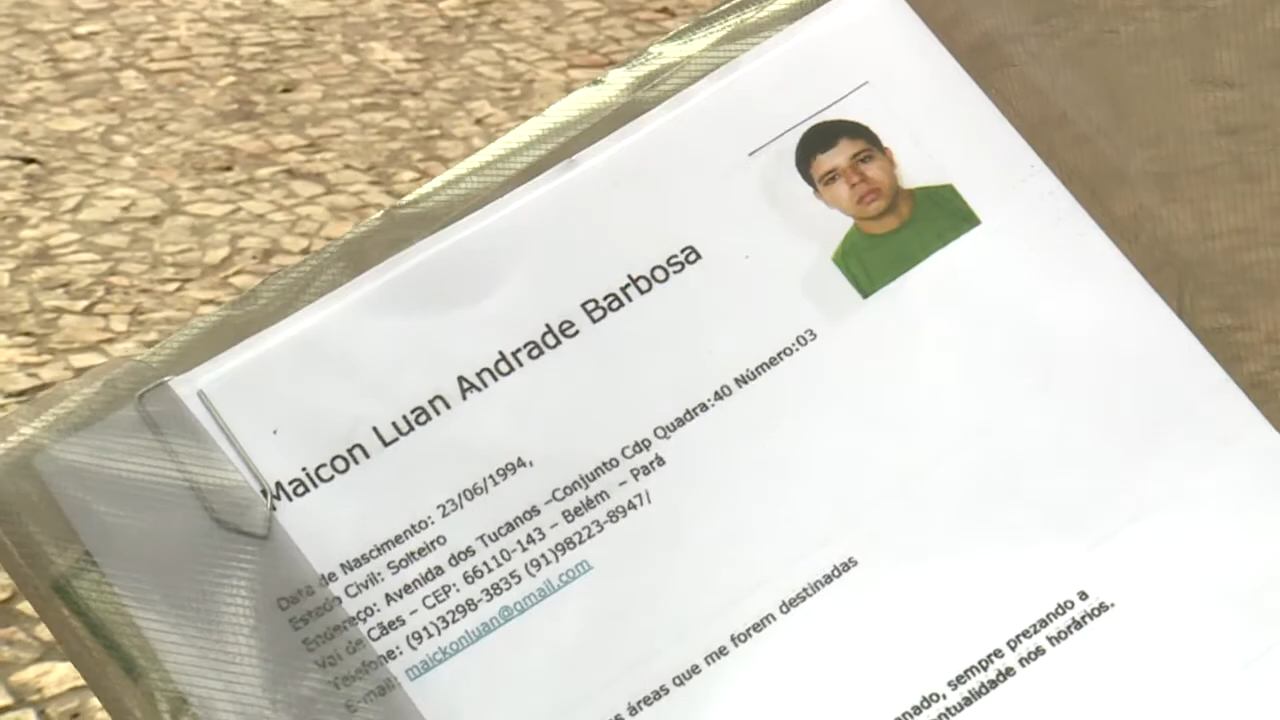 Maicon Luan Andrade Barbosa
Data de Nascimento: 23/06/1994,
Estado Civil: Solteiro
Endereço: Avenida dos Tucanos –Conjunto Cdp Quadra:40 Número:03
Val de Cães – CEP: 66110-143 – Belém – Pará
Telefone: (91)3298-3835 (91)98223-8947/
E-mail: maickonluan@gmail.com
áreas que me forem destinadas
sempre prezando a
nos horários.